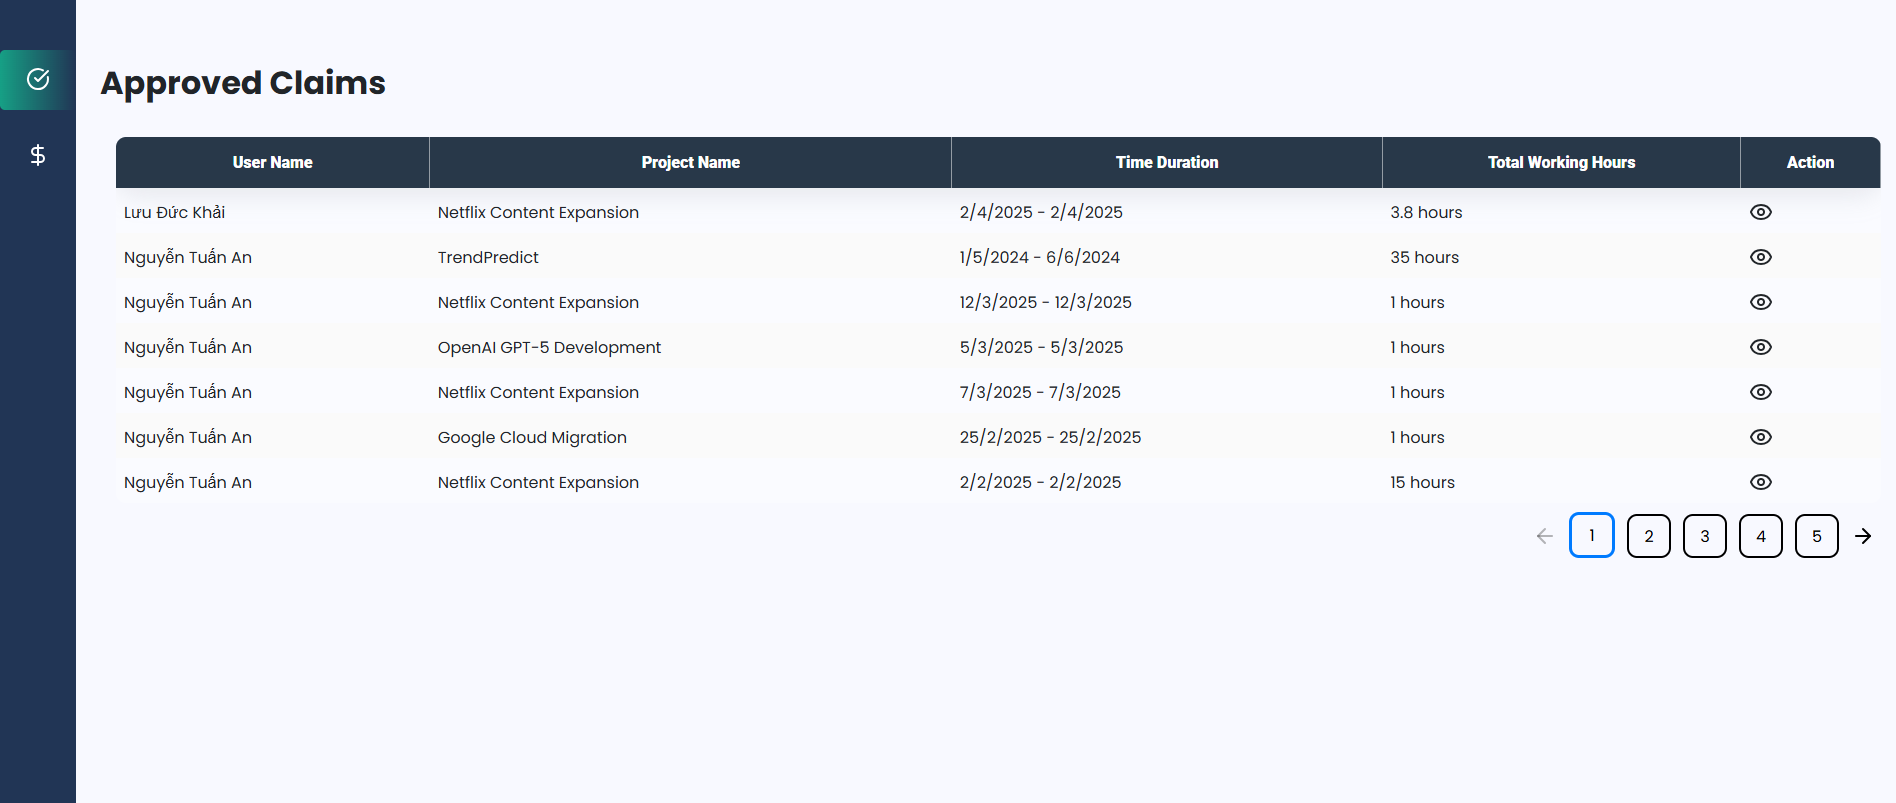 Approved Claims
User Name Project Name Time Duration Total Working Hours Action
Lưu Đức Khải Netflix Content Expansion 2/4/2025 - 2/4/2025 3.8 hours
Nguyễn Tuấn An TrendPredict 1/5/2024 - 6/6/2024 35 hours
Nguyễn Tuấn An Netflix Content Expansion 12/3/2025 - 12/3/2025 1 hours
Nguyễn Tuấn An OpenAI GPT-5 Development 5/3/2025 - 5/3/2025 1 hours
Nguyễn Tuấn An Netflix Content Expansion 7/3/2025 - 7/3/2025 1 hours
Nguyễn Tuấn An Google Cloud Migration 25/2/2025 - 25/2/2025 1 hours
Nguyễn Tuấn An Netflix Content Expansion 2/2/2025 - 2/2/2025 15 hours
1 2 3 4 5